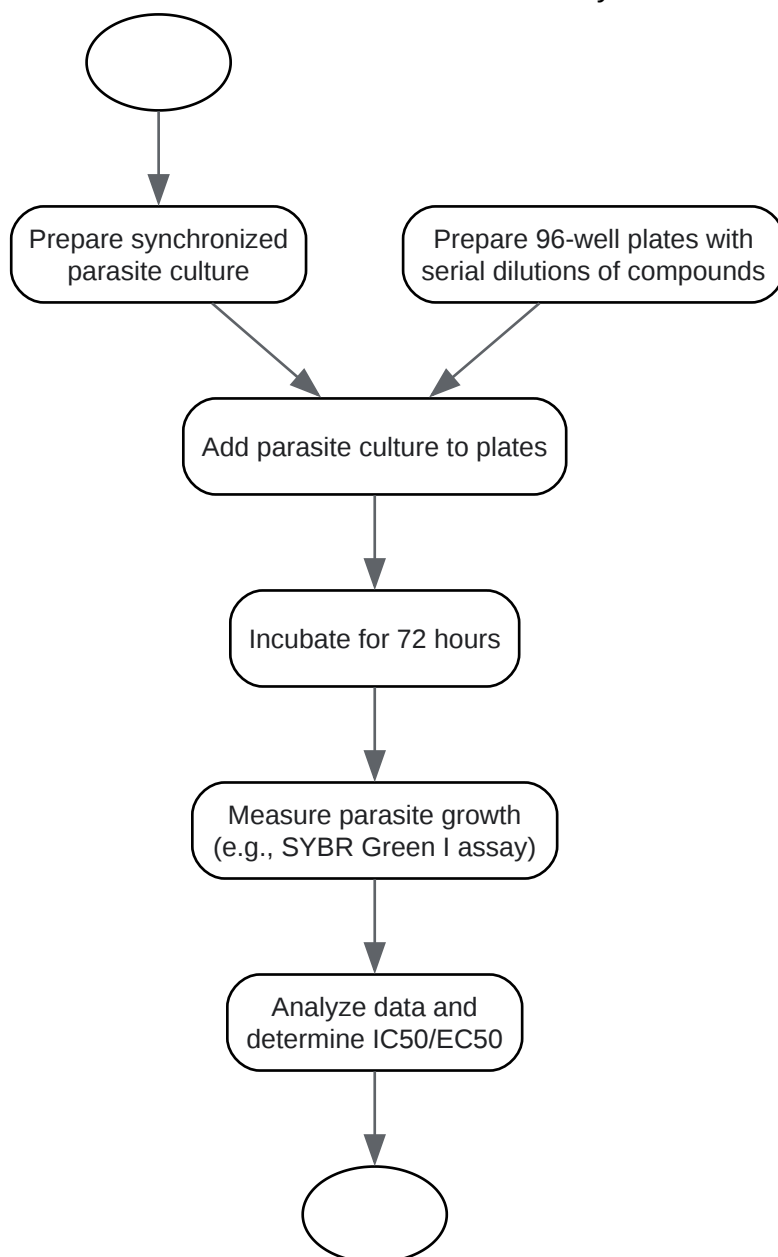 Prepare synchronized
parasite culture
Prepare 96-well plates with
serial dilutions of compounds
Add parasite culture to plates
Incubate for 72 hours
Measure parasite growth
(e.g., SYBR Green I assay)
Analyze data and
determine IC50/EC50